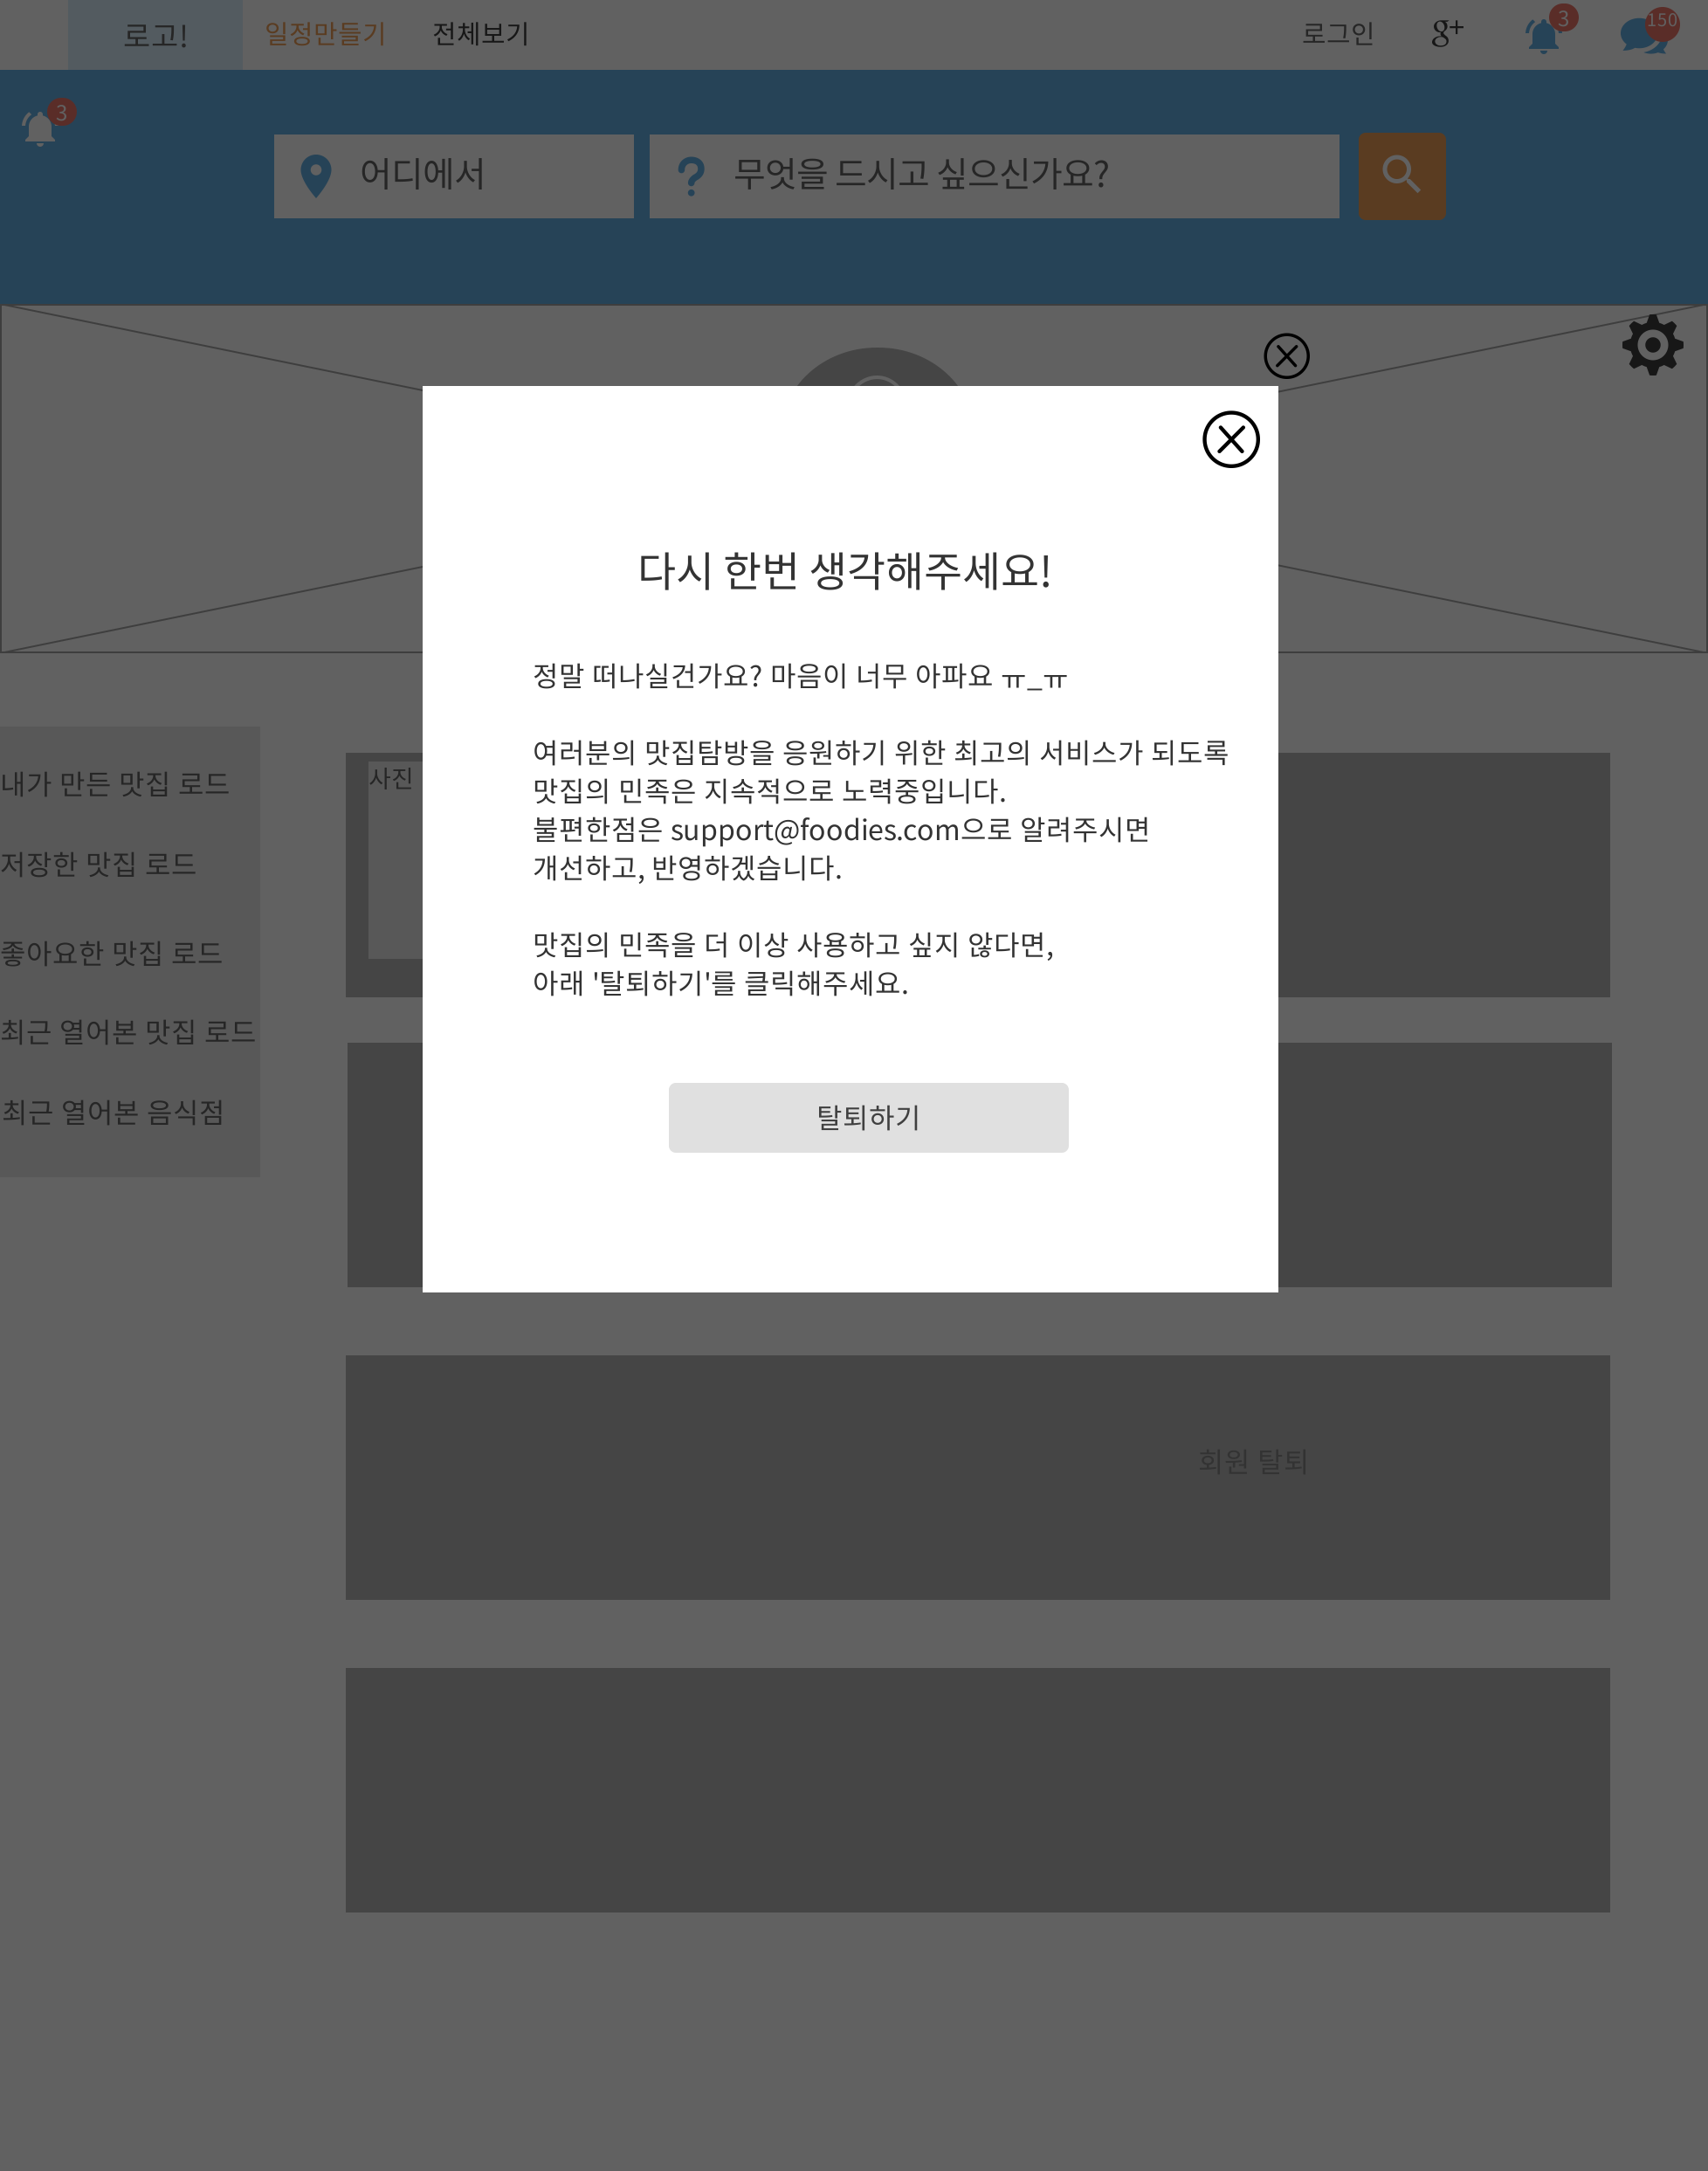 로고!
일정만들기
전체보기
로그인
g+
3
150
3
어디에서
무엇을 드시고 싶으신가요?
다시 한번 생각해주세요!
정말 떠나실건가요? 마음이 너무 아파요 ㅠ_ㅠ
여러분의 맛집탐방을 응원하기 위한 최고의 서비스가 되도록
맛집의 민족은 지속적으로 노력중입니다.
불편한점은 support@foodies.com으로 알려주시면
개선하고, 반영하겠습니다.
맛집의 민족을 더 이상 사용하고 싶지 않다면,
아래 '탈퇴하기'를 클릭해주세요.
탈퇴하기
내가 만든 맛집 로드
저장한 맛집 로드
좋아요한 맛집 로드
최근 열어본 맛집 로드
최근 열어본 음식점
사진
회원 탈퇴